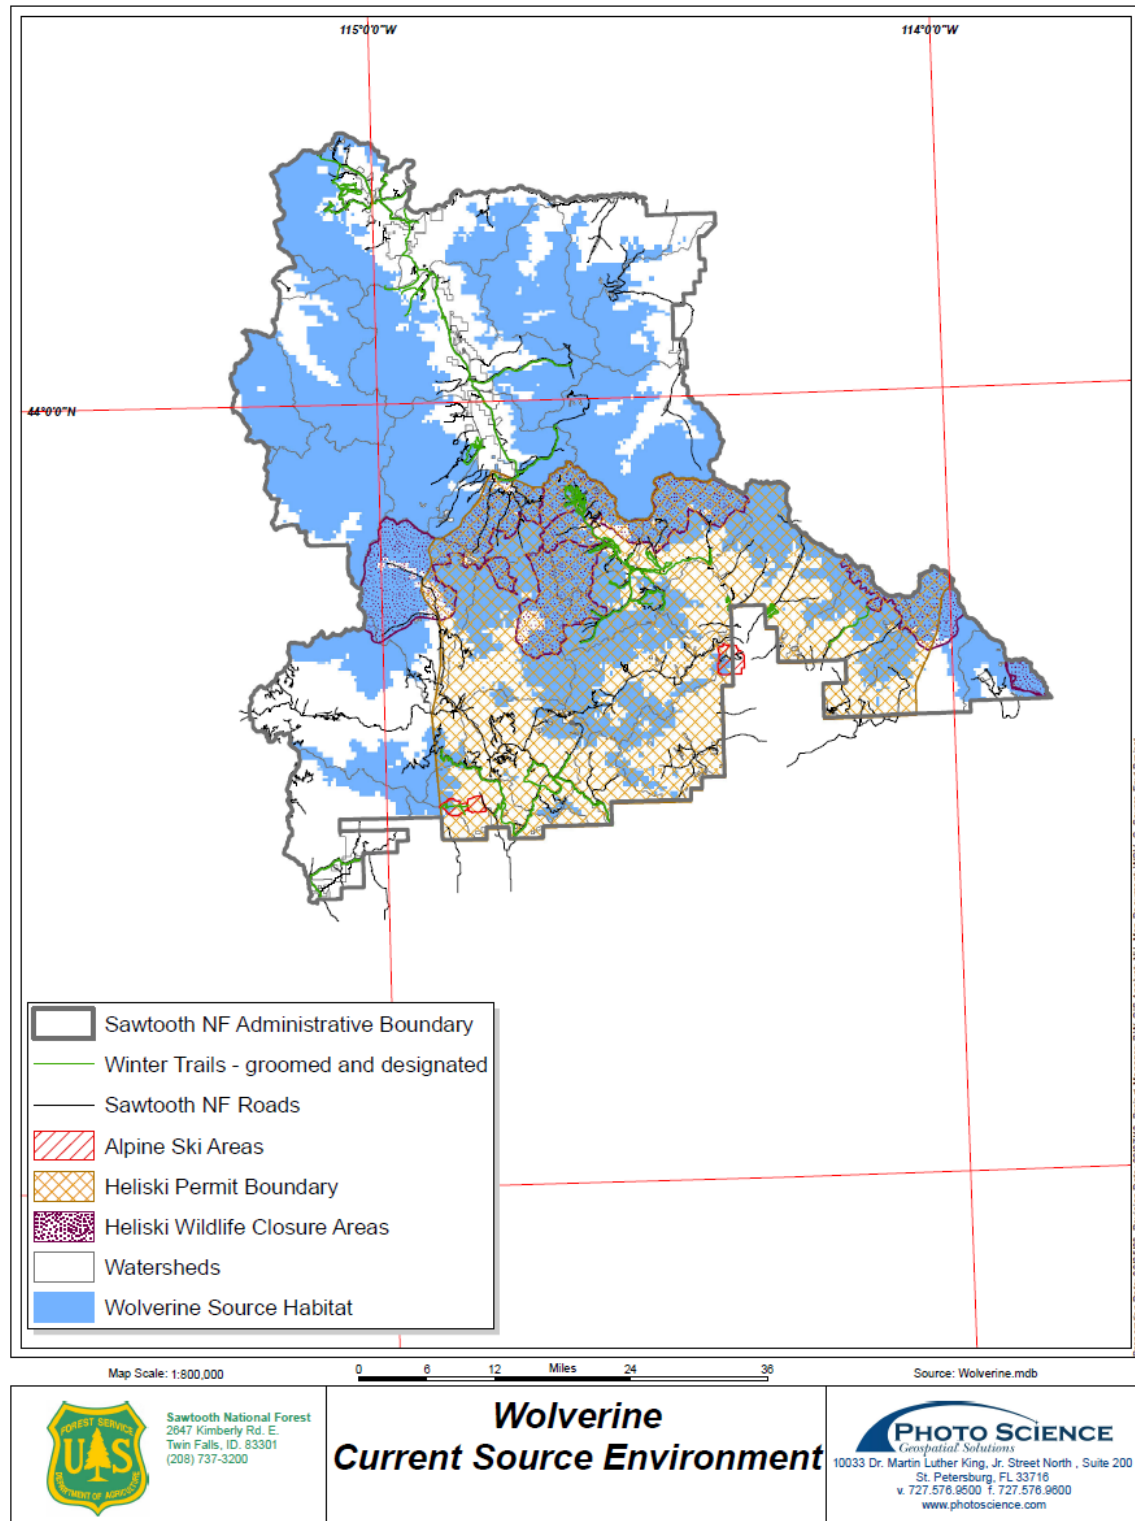 115°0'0"W
114°0'0"W
44°0'0"N
Sawtooth NF Administrative Boundary
Winter Trails - groomed and designated
Sawtooth NF Roads
Alpine Ski Areas
Heliski Permit Boundary
Heliski Wildlife Closure Areas
Watersheds
Wolverine Source Habitat
Map Scale: 1:800,000
0 6 12 Miles 24 36
Source: Wolverine.mdb
FOREST SERVICE
UAS
DEPARTMENT OF AGRICULTURE
Sawtooth National Forest
2647 Kimberly Rd. E.
Twin Falls, ID. 83301
(208) 737-3200
Wolverine
Current Source Environment
PHOTO SCIENCE
Geospatial Solutions
10033 Dr. Martin Luther King, Jr. Street North , Suite 200
St. Petersburg, FL 33716
v. 727.576.9500 f. 727.576.9600
www.photoscience.com